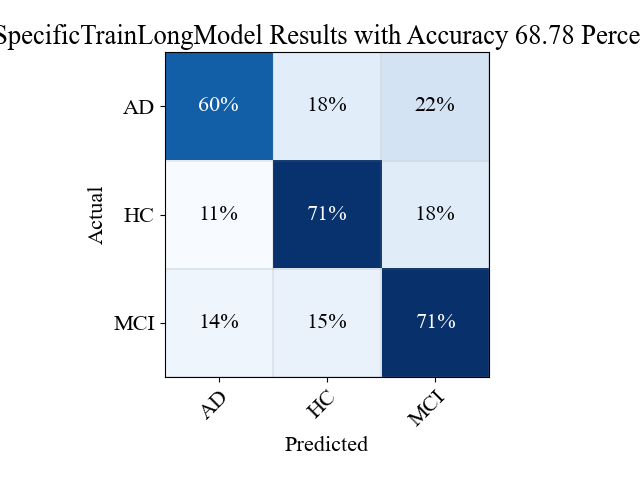 SpecificTrainLongModel Results with Accuracy 68.78 Perce
AD 60% 18% 22%
HC 11% 71% 18%
MCI 14% 15% 71%
Actual
AD HC MCI
Predicted